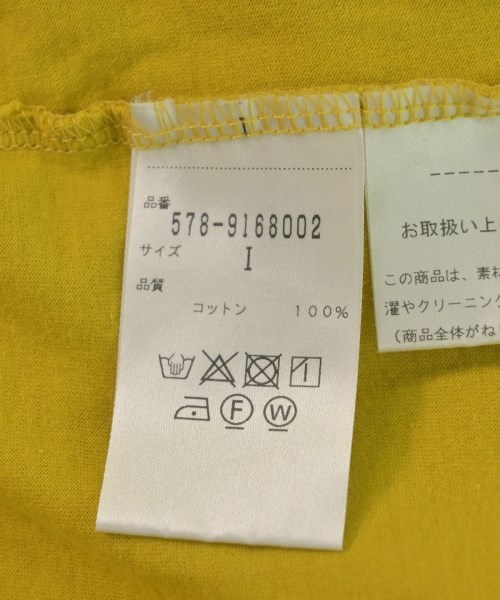 品番
578-9168002
サイズ
I
品質
コットン 100%
F W
お取扱い上
この商品は、素材
濯やクリーニング
(商品全体がね